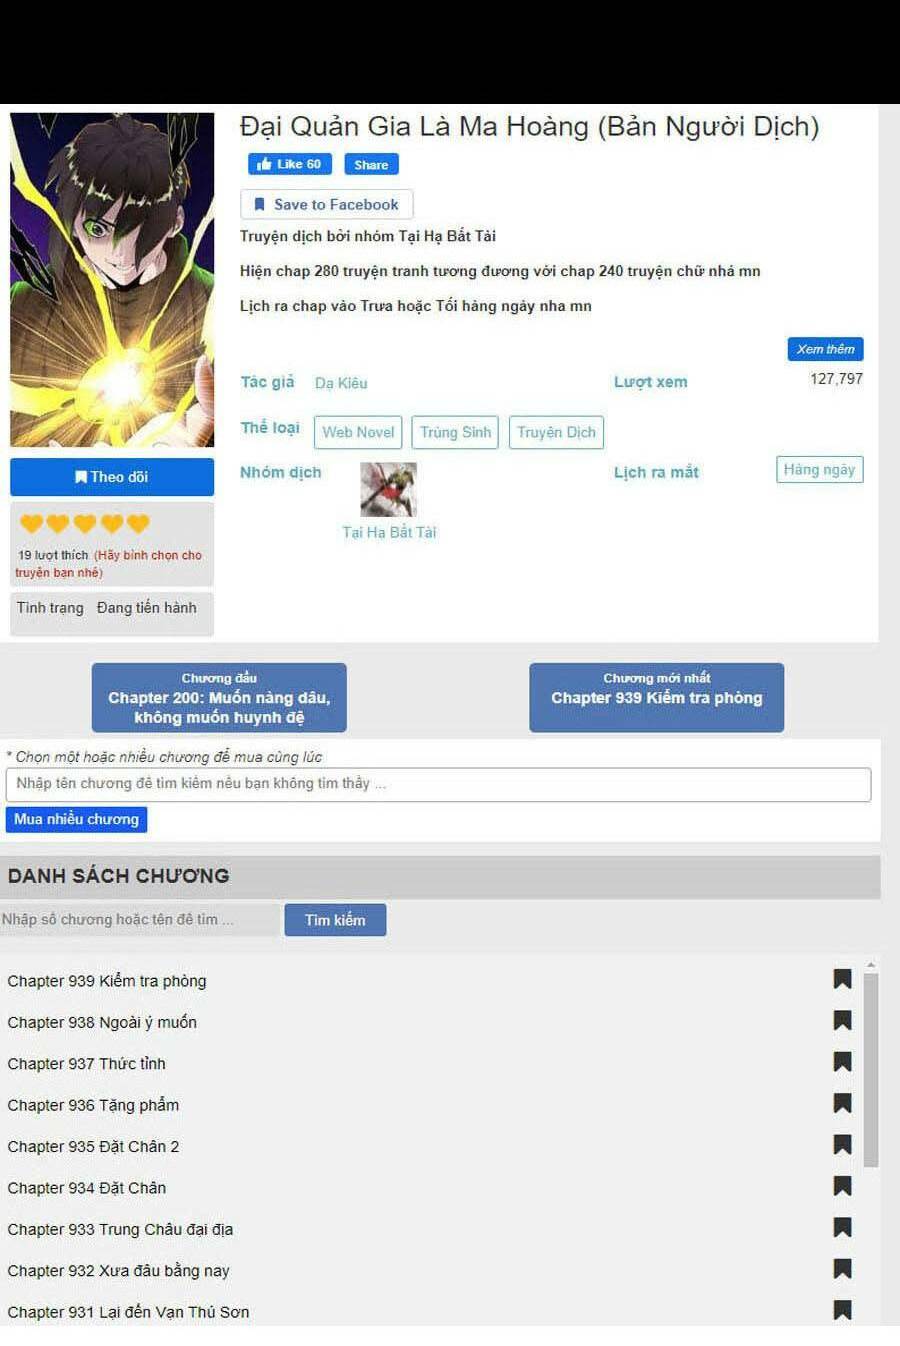 Đại Quản Gia Là Ma Hoàng (Bản Người Dịch)
Like 60
Share
Save to Facebook
Truyện dịch bởi nhóm Tại Hạ Bất Tài
Hiện chap 280 truyện tranh tương đương với chap 240 truyện chữ nhá mn
Lịch ra chap vào Trưa hoặc Tối hàng ngày nha mn
Xem thêm
Tác giả Dạ Kiêu
Lượt xem 127,797
Thể loại Web Novel Trùng Sinh Truyện Dịch
Nhóm dịch
Tại Hạ Bất Tài
Lịch ra mắt Hàng ngày
Theo dõi
19 lượt thích (Hãy bình chọn cho
truyện bạn nhé)
Tình trạng Đang tiến hành
Chương đầu
Chapter 200: Muốn nàng dâu,
không muốn huynh đệ
Chương mới nhất
Chapter 939 Kiểm tra phòng
* Chọn một hoặc nhiều chương để mua cùng lúc
Nhập tên chương để tìm kiếm nếu bạn không tìm thấy ...
Mua nhiều chương
DANH SÁCH CHƯƠNG
Nhập số chương hoặc tên để tìm ...
Tìm kiếm
Chapter 939 Kiểm tra phòng
Chapter 938 Ngoài ý muốn
Chapter 937 Thức tỉnh
Chapter 936 Tặng phẩm
Chapter 935 Đặt Chân 2
Chapter 934 Đặt Chân
Chapter 933 Trung Châu đại địa
Chapter 932 Xưa đâu bằng nay
Chapter 931 Lại đến Vạn Thú Sơn